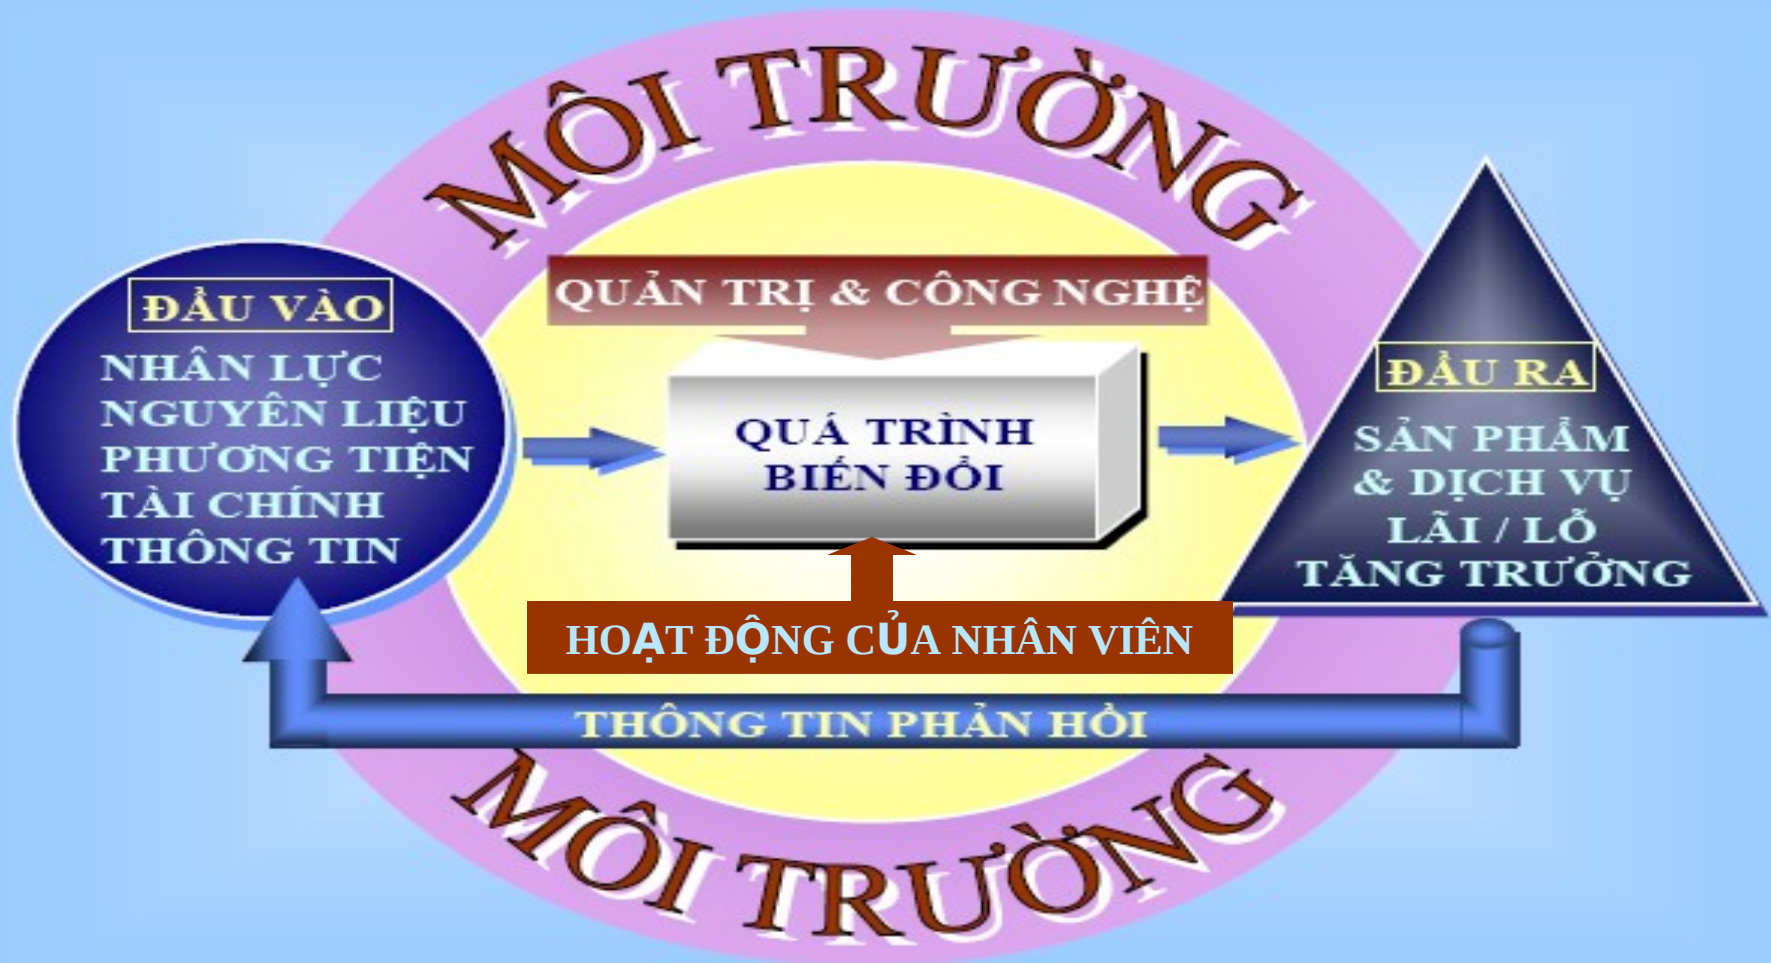 MÔI TRƯỜNG
QUẢN TRỊ & CÔNG NGHỆ
ĐẦU VÀO
NHÂN LỰC
NGUYÊN LIỆU
PHƯƠNG TIỆN
TÀI CHÍNH
THÔNG TIN
QUÁ TRÌNH
BIẾN ĐỔI
ĐẦU RA
SẢN PHẨM
& DỊCH VỤ
LÃI / LỖ
TĂNG TRƯỞNG
HOẠT ĐỘNG CỦA NHÂN VIÊN
THÔNG TIN PHẢN HỒI
MÔI TRƯỜNG